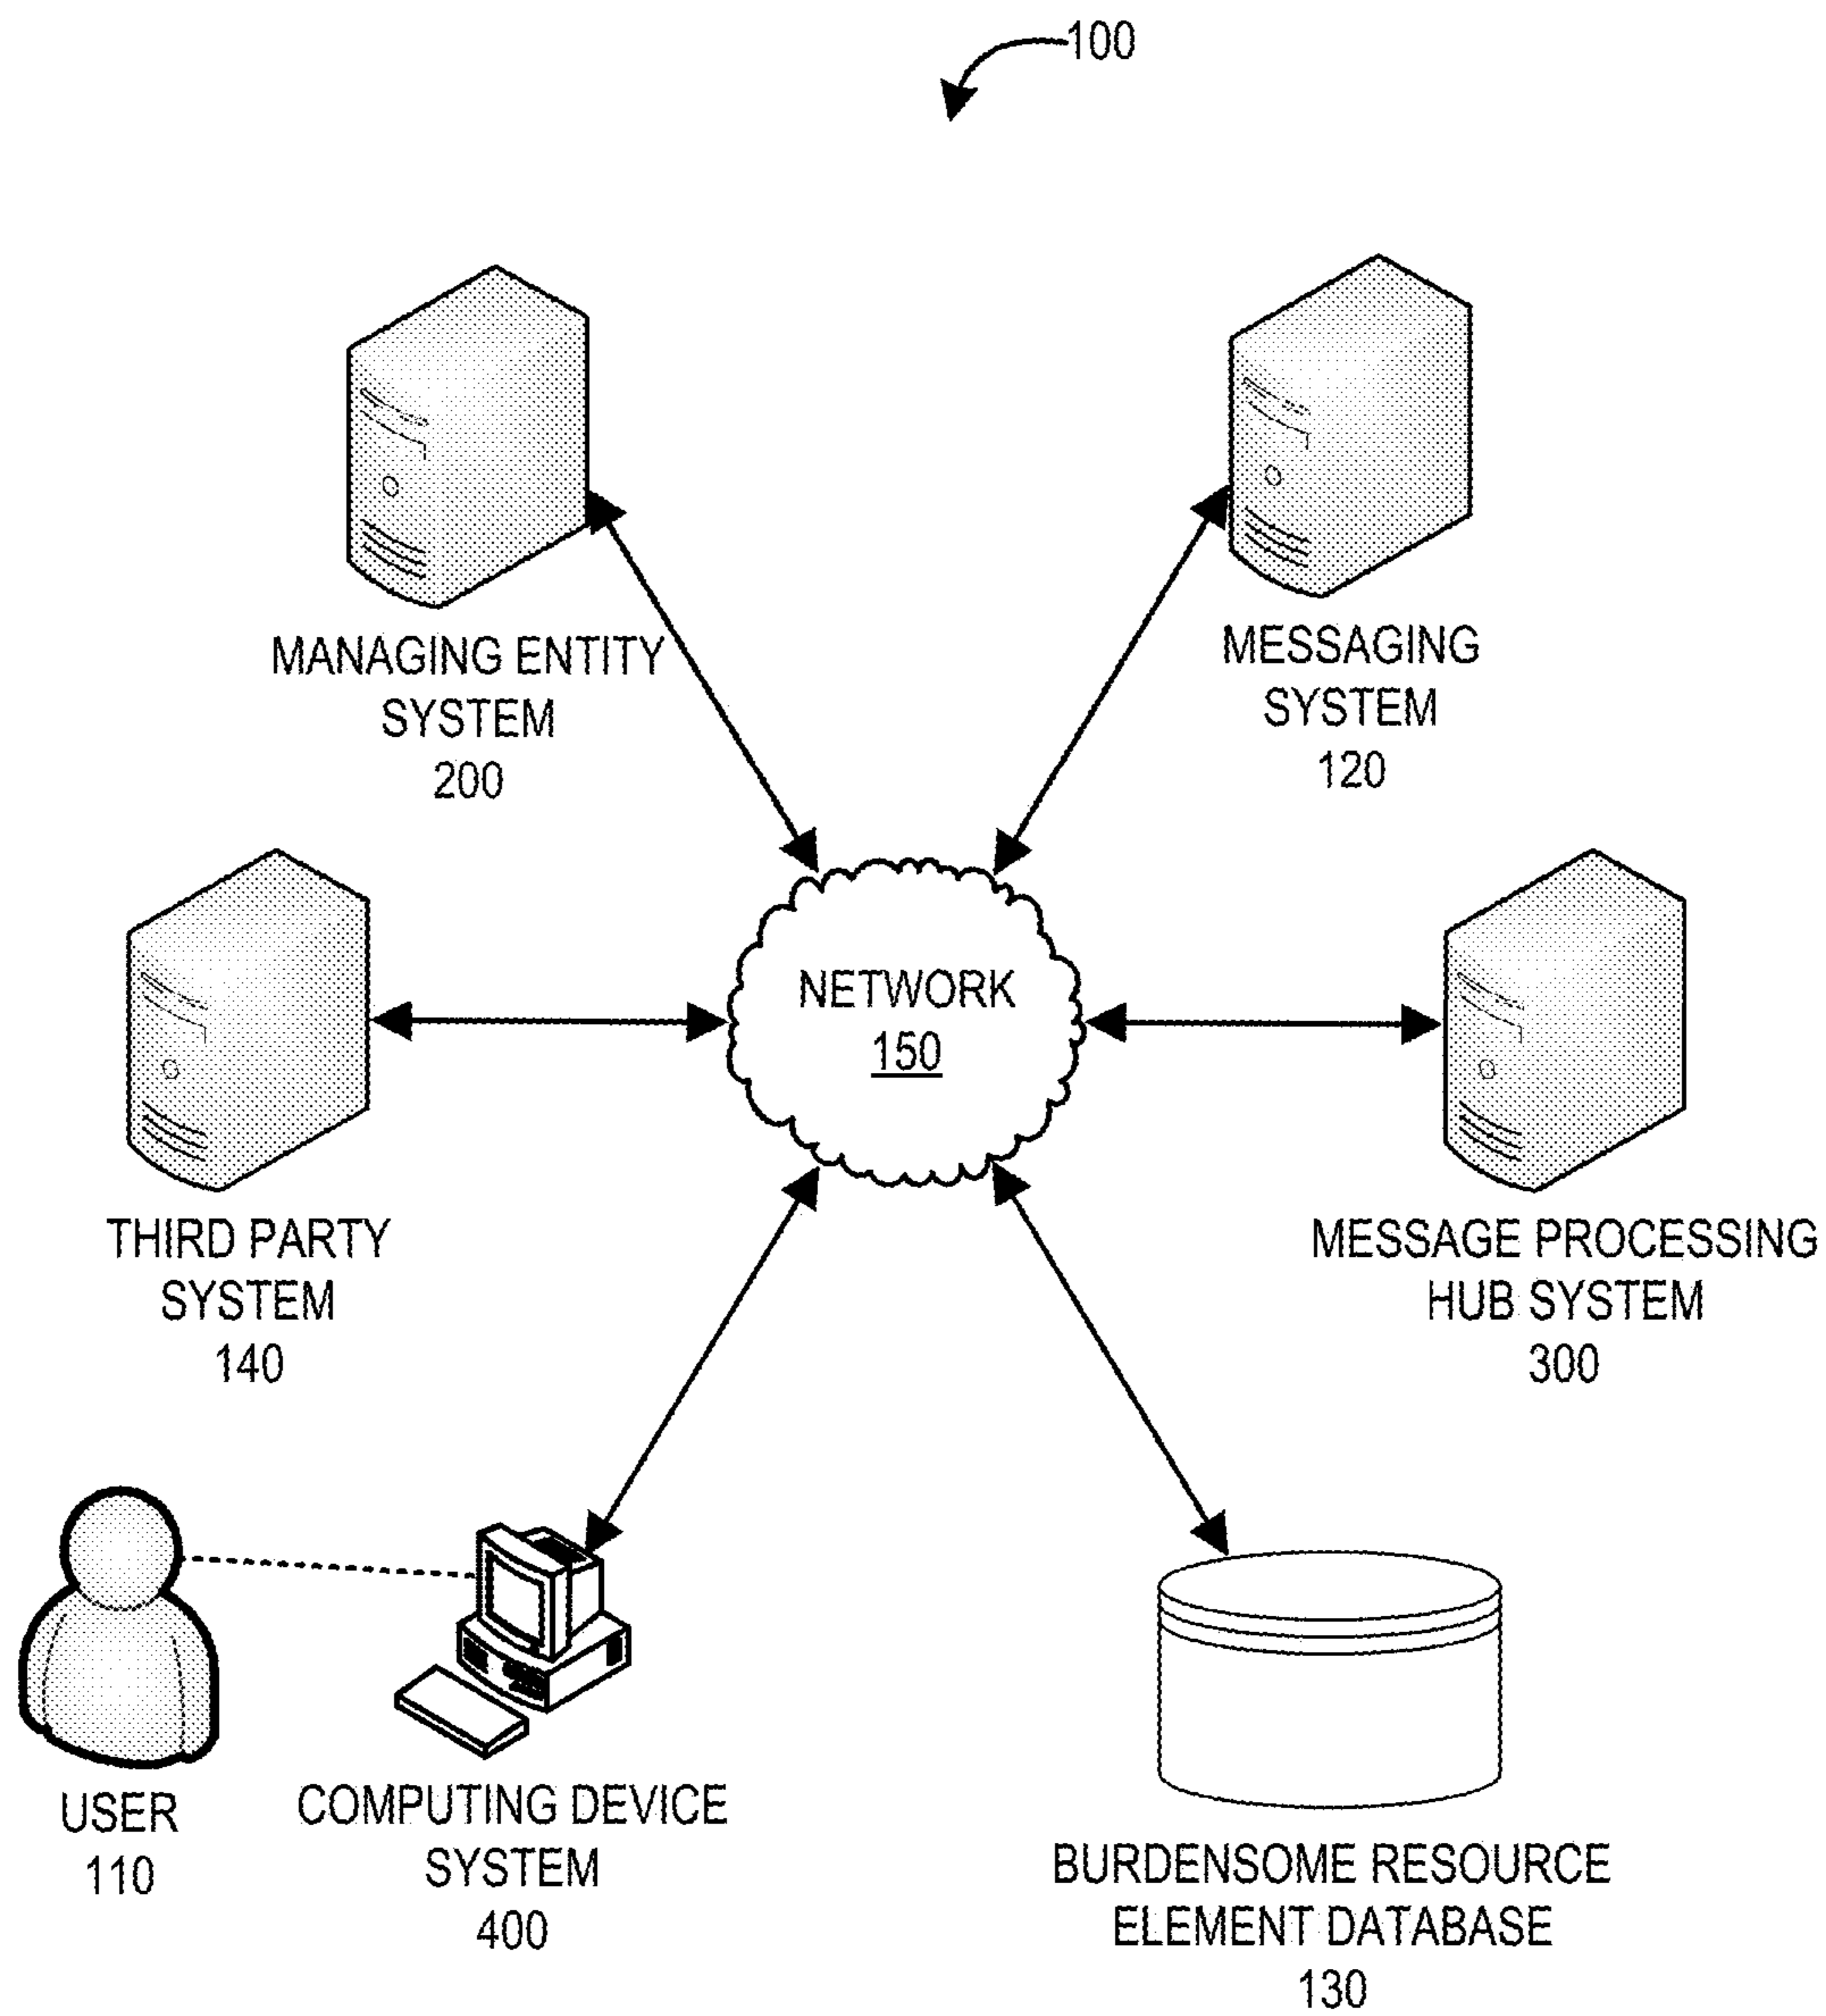 100
MANAGING ENTITY
SYSTEM
200
MESSAGING
SYSTEM
120
NETWORK
150
THIRD PARTY
SYSTEM
140
MESSAGE PROCESSING
HUB SYSTEM
300
USER
110
COMPUTING DEVICE
SYSTEM
400
BURDENSOME RESOURCE
ELEMENT DATABASE
130